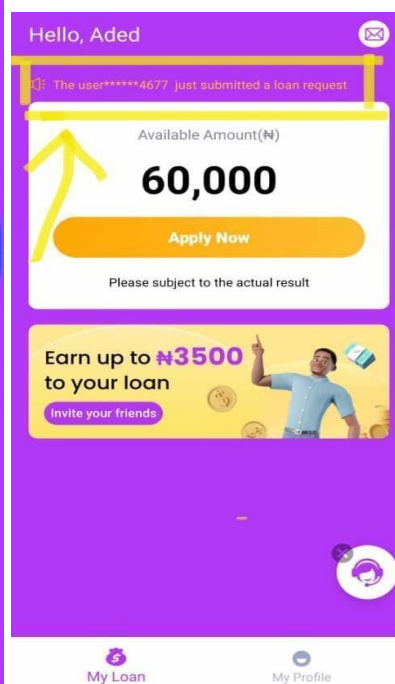 Hello, Aded
The user******4677 just submitted a loan request
Available Amount(₦)
60,000
Apply Now
Please subject to the actual result
Earn up to ₦3500
to your loan
Invite your friends
My Loan
My Profile